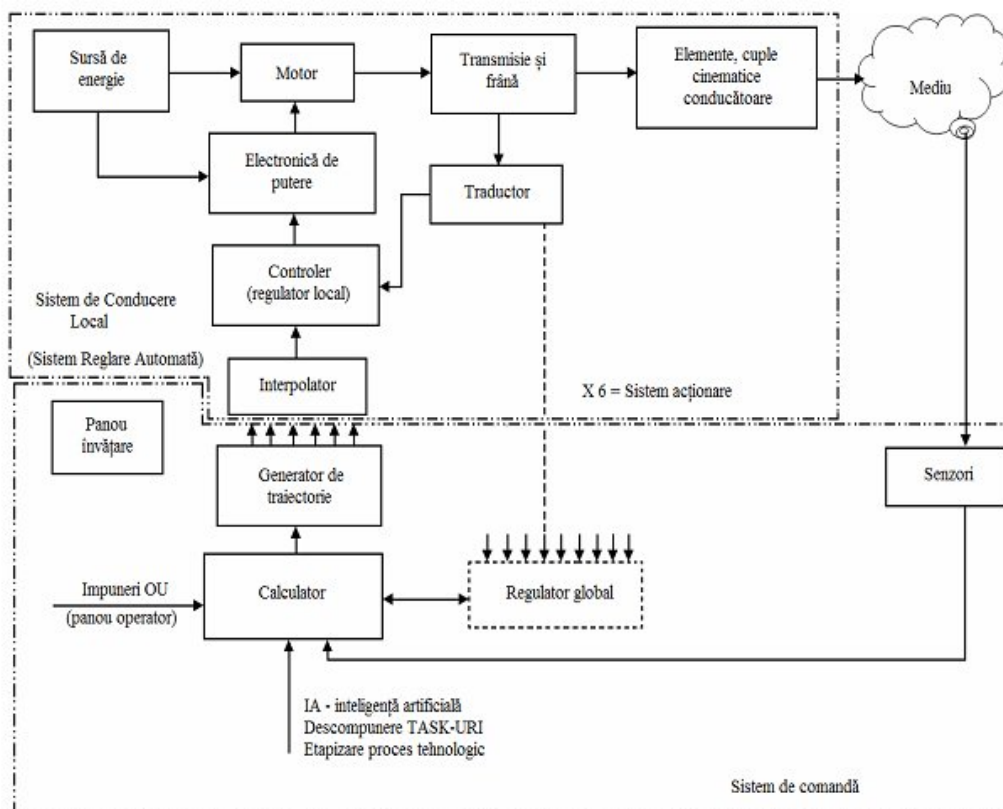 Sursă de
energie
Motor
Transmisie și
frână
Elemente, cuple
cinematice
conducătoare
Mediu
Electronică de
putere
Traductor
Controler
(regulator local)
Sistem de Conducere
Local
(Sistem Reglare Automată)
Interpolator
X 6 = Sistem acționare
Panou
învățare
Generator de
traiectorie
Senzori
Impuneri OU
(panou operator)
Calculator
Regulator global
IA - inteligență artificială
Descompunere TASK-URI
Etapizare proces tehnologic
Sistem de comandă